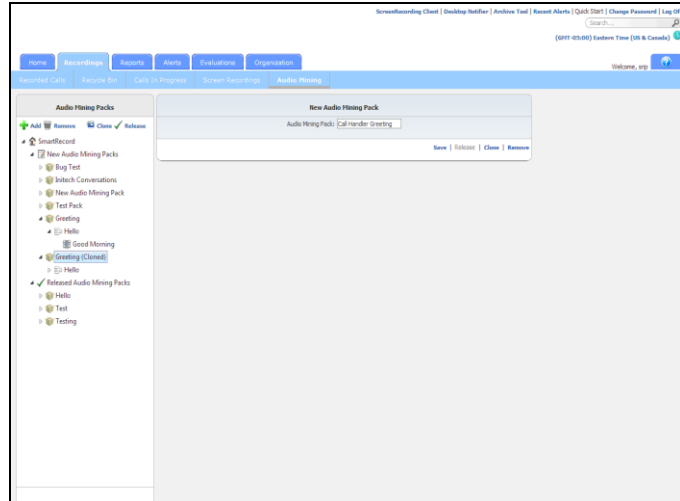 ScreenRecording Client | Desktop Notifier | Archive Tool | Recent Alerts | Quick Start | Change Password | Log Of
Search...
(GMT-05:00) Eastern Time (US & Canada)
Home Recordings Reports Alerts Evaluations Organization
Welcome, srp
Recorded Calls Recycle Bin Calls In Progress Screen Recordings Audio Mining
Audio Mining Packs
Add Remove Clone Release
SmartRecord
New Audio Mining Packs
Bug Test
Initech Conversations
New Audio Mining Pack
Test Pack
Greeting
Hello
Good Morning
Greeting (Cloned)
Hello
Released Audio Mining Packs
Hello
Test
Testing
New Audio Mining Pack
Audio Mining Pack: Call Handler Greeting
Save | Release | Clone | Remove